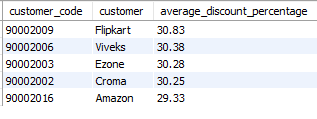 customer_code customer average_discount_percentage
90002009 Flipkart 30.83
90002006 Viveks 30.38
90002003 Ezone 30.28
90002002 Croma 30.25
90002016 Amazon 29.33